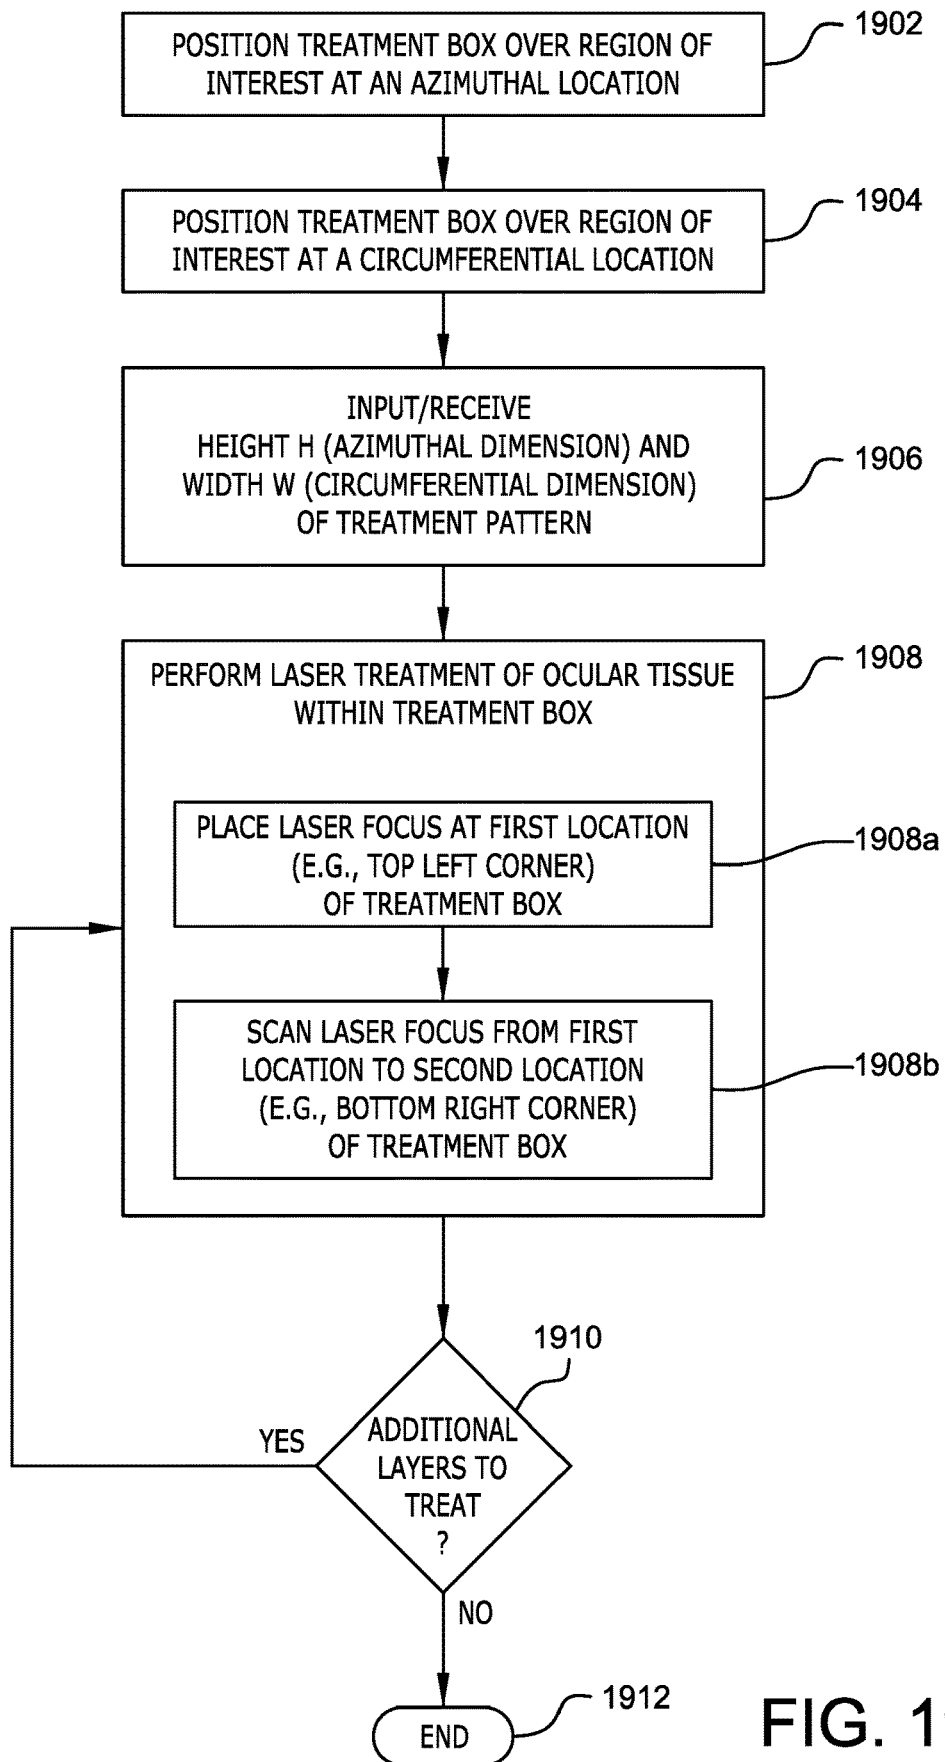 POSITION TREATMENT BOX OVER REGION OF
INTEREST AT AN AZIMUTHAL LOCATION
1902
POSITION TREATMENT BOX OVER REGION OF
INTEREST AT A CIRCUMFERENTIAL LOCATION
1904
INPUT/RECEIVE
HEIGHT H (AZIMUTHAL DIMENSION) AND
WIDTH W (CIRCUMFERENTIAL DIMENSION)
OF TREATMENT PATTERN
1906
PERFORM LASER TREATMENT OF OCULAR TISSUE
WITHIN TREATMENT BOX
1908
PLACE LASER FOCUS AT FIRST LOCATION
(E.G., TOP LEFT CORNER)
OF TREATMENT BOX
1908a
SCAN LASER FOCUS FROM FIRST
LOCATION TO SECOND LOCATION
(E.G., BOTTOM RIGHT CORNER)
OF TREATMENT BOX
1908b
1910
ADDITIONAL
LAYERS TO
TREAT
?
YES
NO
END
1912
FIG.